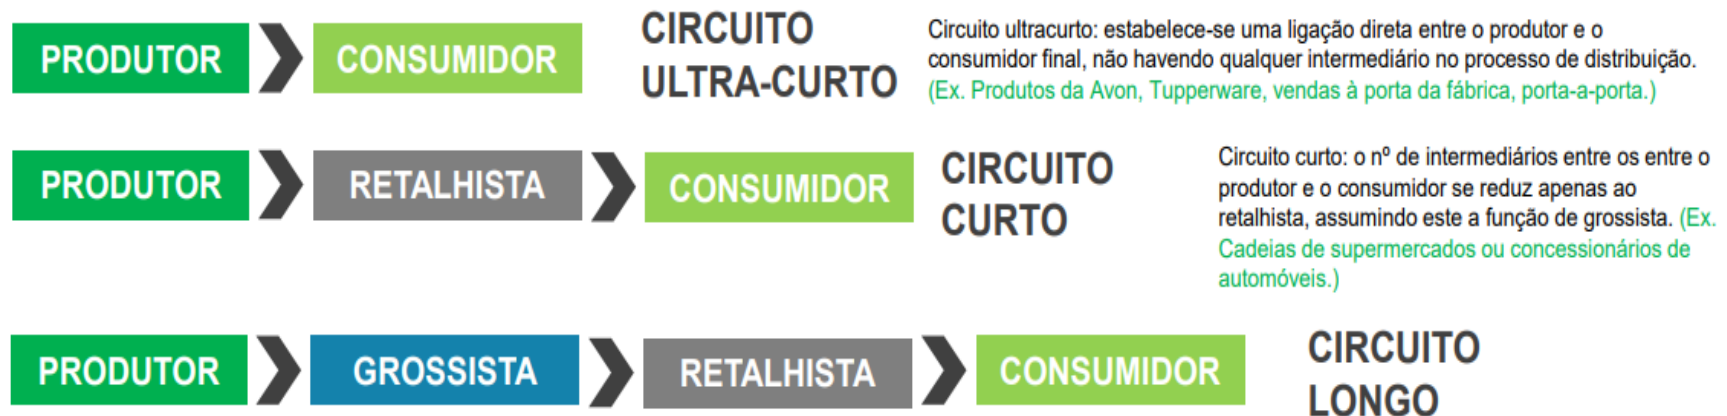 PRODUTOR CONSUMIDOR
CIRCUITO
ULTRA-CURTO
Circuito ultracurto: estabelece-se uma ligação direta entre o produtor e o
consumidor final, não havendo qualquer intermediário no processo de distribuição.
(Ex. Produtos da Avon, Tupperware, vendas à porta da fábrica, porta-a-porta.)
PRODUTOR RETALHISTA CONSUMIDOR
CIRCUITO
CURTO
Circuito curto: o nº de intermediários entre os entre o
produtor e o consumidor se reduz apenas ao
retalhista, assumindo este a função de grossista. (Ex.
Cadeias de supermercados ou concessionários de
automóveis.)
PRODUTOR GROSSISTA RETALHISTA CONSUMIDOR
CIRCUITO
LONGO